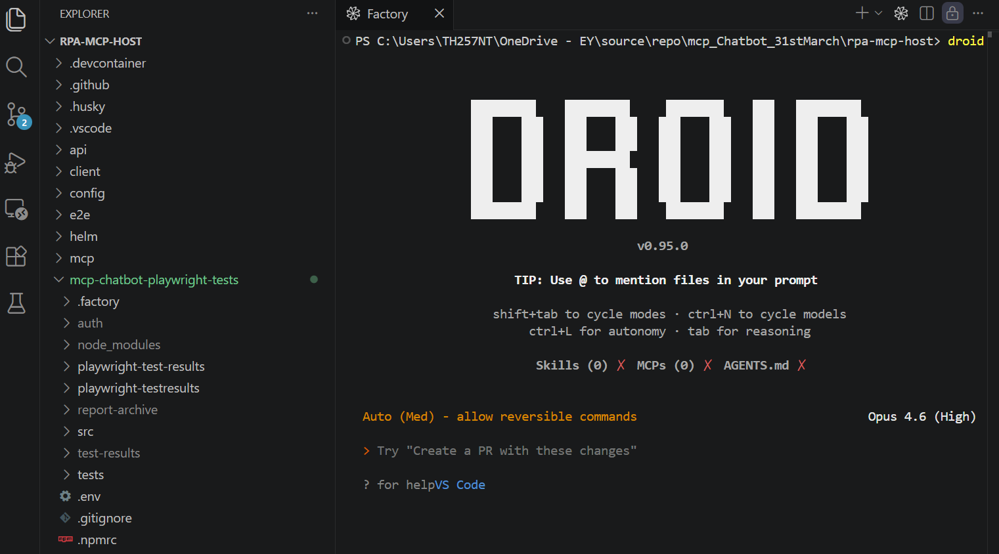 EXPLORER
RPA-MCP-HOST
.devcontainer
.github
.husky
.vscode
api
client
config
e2e
helm
mcp
mcp-chatbot-playwright-tests
.factory
auth
node_modules
playwright-test-results
playwright-testresults
report-archive
src
test-results
tests
.env
.gitignore
.npmrc
2
Factory
PS C:\Users\TH257NT\OneDrive - EY\source\repo\mcp_Chatbot_31stMarch\rpa-mcp-host> droid
DROID
v0.95.0
TIP: Use @ to mention files in your prompt
shift+tab to cycle modes · ctrl+N to cycle models
ctrl+L for autonomy · tab for reasoning
Skills (0) ✗ MCPs (0) ✗ AGENTS.md ✗
Auto (Med) - allow reversible commands Opus 4.6 (High)
> Try "Create a PR with these changes"
? for helpVS Code